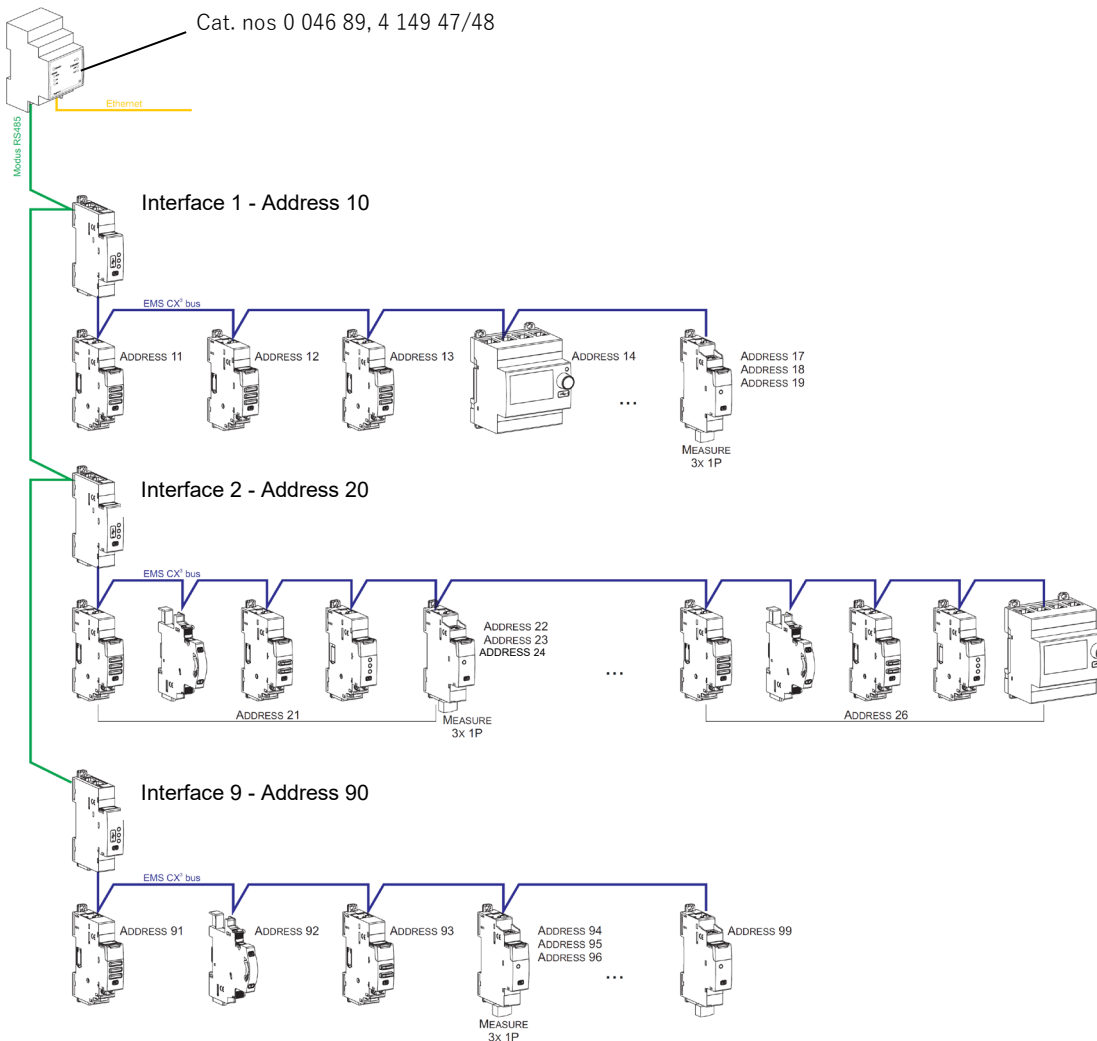 Cat. nos 0 046 89, 4 149 47/48
Ethernet
Modus RS485
Interface 1 - Address 10
EMS CX³ bus
ADDRESS 11
ADDRESS 12
ADDRESS 13
ADDRESS 14
ADDRESS 17
ADDRESS 18
ADDRESS 19
...
MEASURE
3X 1P
Interface 2 - Address 20
EMS CX³ bus
ADDRESS 22
ADDRESS 23
ADDRESS 24
...
ADDRESS 21
MEASURE
3X 1P
ADDRESS 26
Interface 9 - Address 90
EMS CX³ bus
ADDRESS 91
ADDRESS 92
ADDRESS 93
ADDRESS 94
ADDRESS 95
ADDRESS 96
ADDRESS 99
...
MEASURE
3X 1P